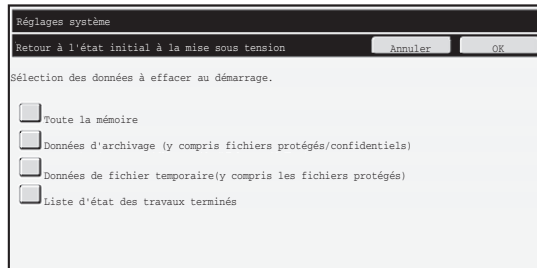 Réglages système
Retour à l'état initial à la mise sous tension Annuler OK
Sélection des données à effacer au démarrage.
Toute la mémoire
Données d'archivage (y compris fichiers protégés/confidentiels)
Données de fichier temporaire(y compris les fichiers protégés)
Liste d'état des travaux terminés